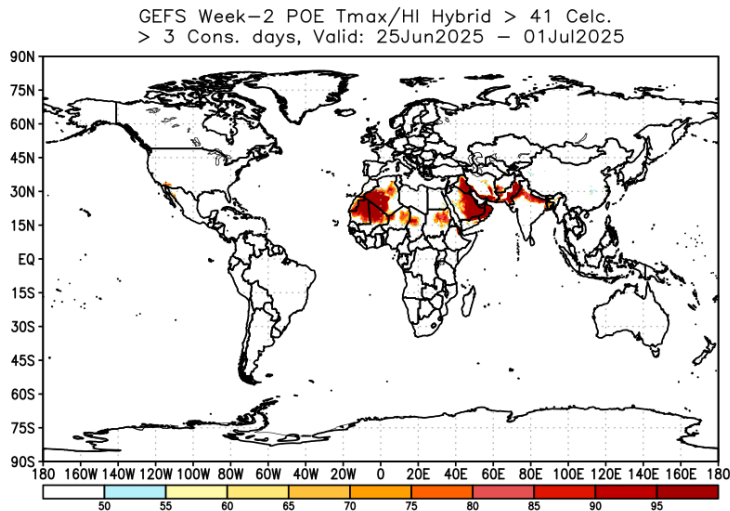 GEFS Week-2 POE Tmax/HI Hybrid > 41 Celc.
> 3 Cons. days, Valid: 25Jun2025 - 01Jul2025
90N
75N
60N
45N
30N
15N
EQ
15S
30S
45S
60S
75S
90S
180 160W 140W 120W 100W 80W 60W 40W 20W 0 20E 40E 60E 80E 100E 120E 140E 160E 180
50 55 60 65 70 75 80 85 90 95